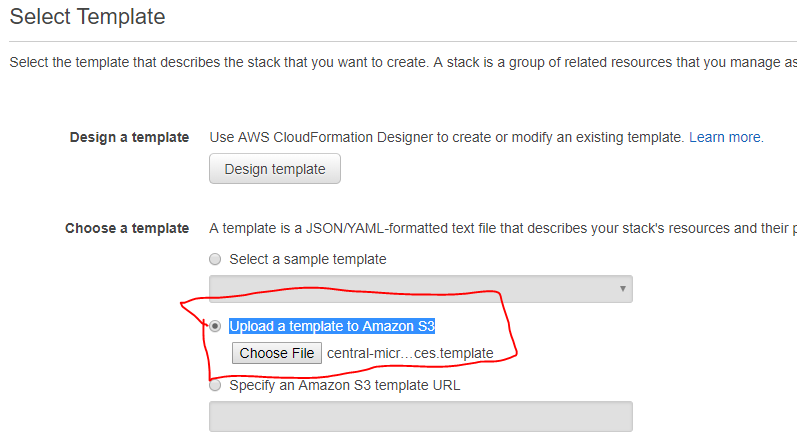 Select Template
Select the template that describes the stack that you want to create. A stack is a group of related resources that you manage as
Design a template Use AWS CloudFormation Designer to create or modify an existing template. Learn more.
Design template
Choose a template A template is a JSON/YAML-formatted text file that describes your stack's resources and their p
Select a sample template
Upload a template to Amazon S3
Choose File central-micr...ces.template
Specify an Amazon S3 template URL